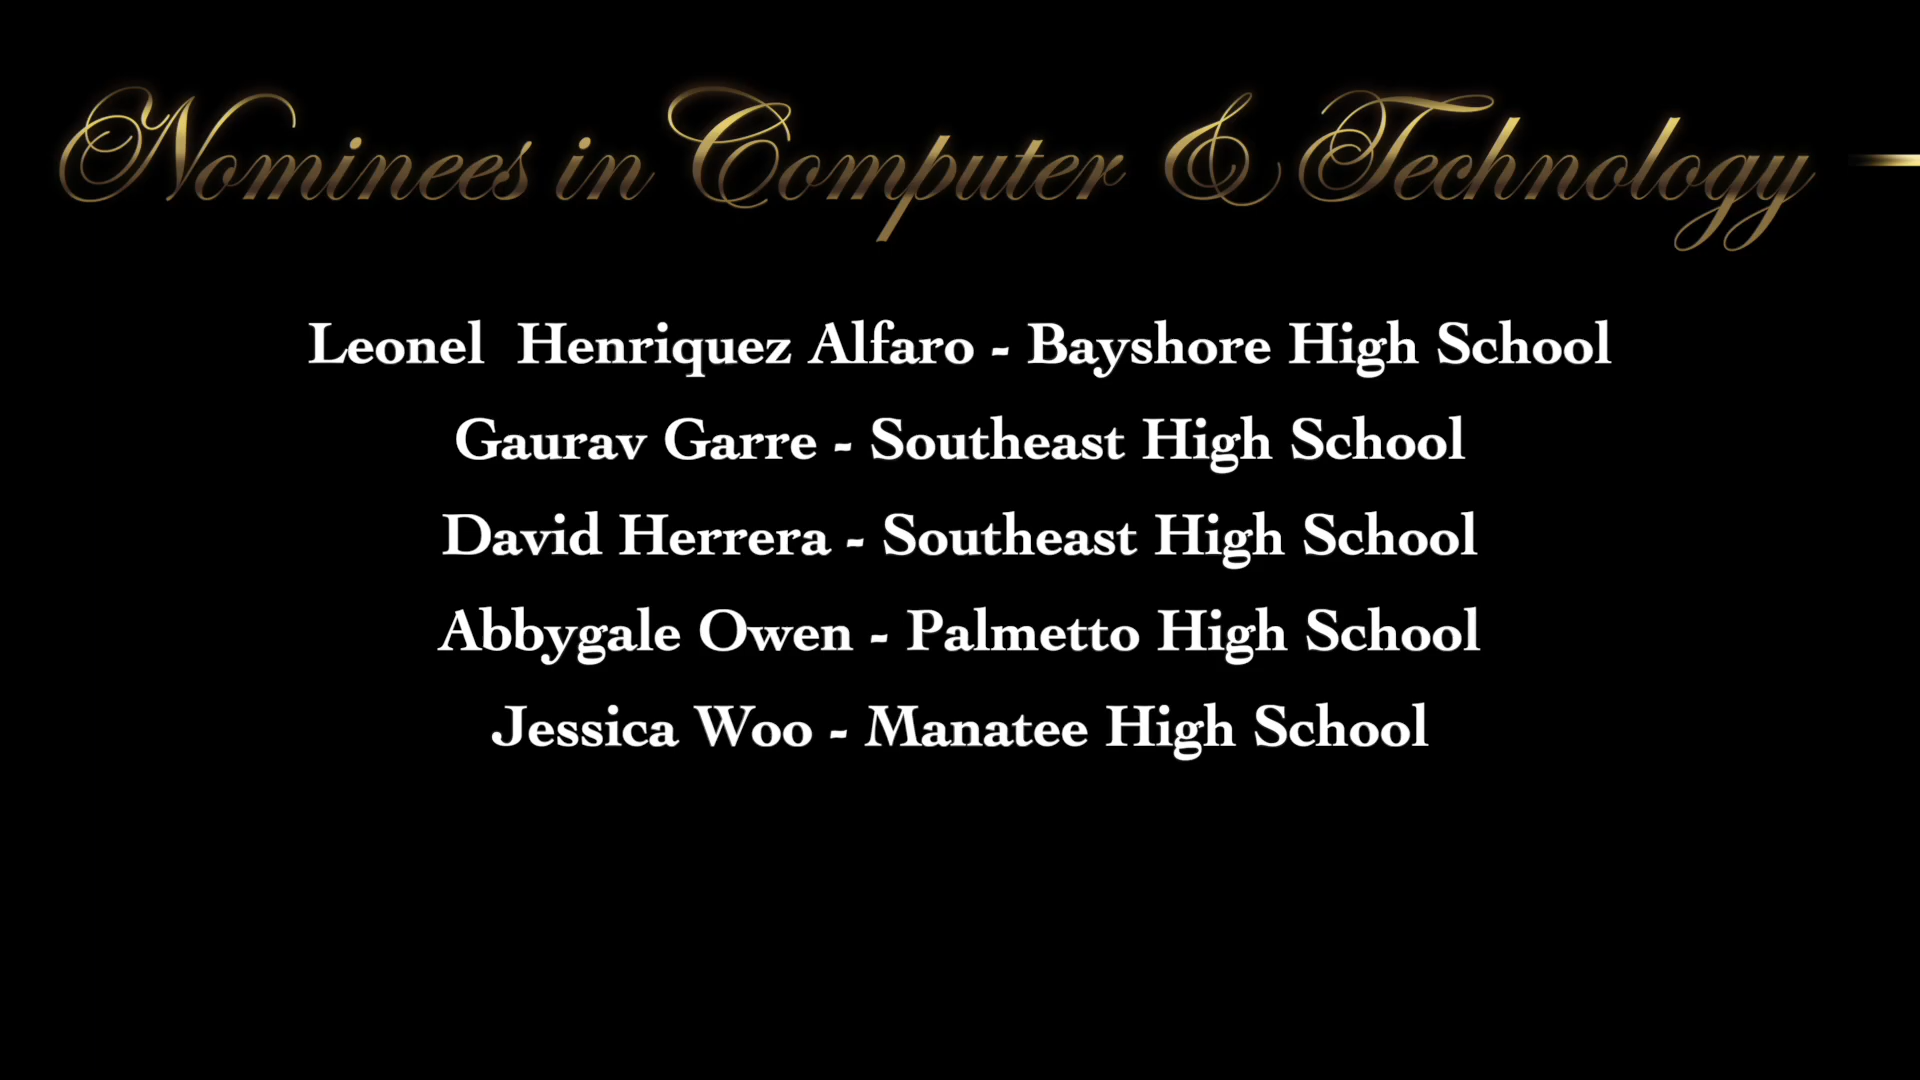 Nominees in Computer & Technology
Leonel  Henriquez Alfaro - Bayshore High School
Gaurav Garre - Southeast High School
David Herrera - Southeast High School
Abbygale Owen - Palmetto High School
Jessica Woo - Manatee High School